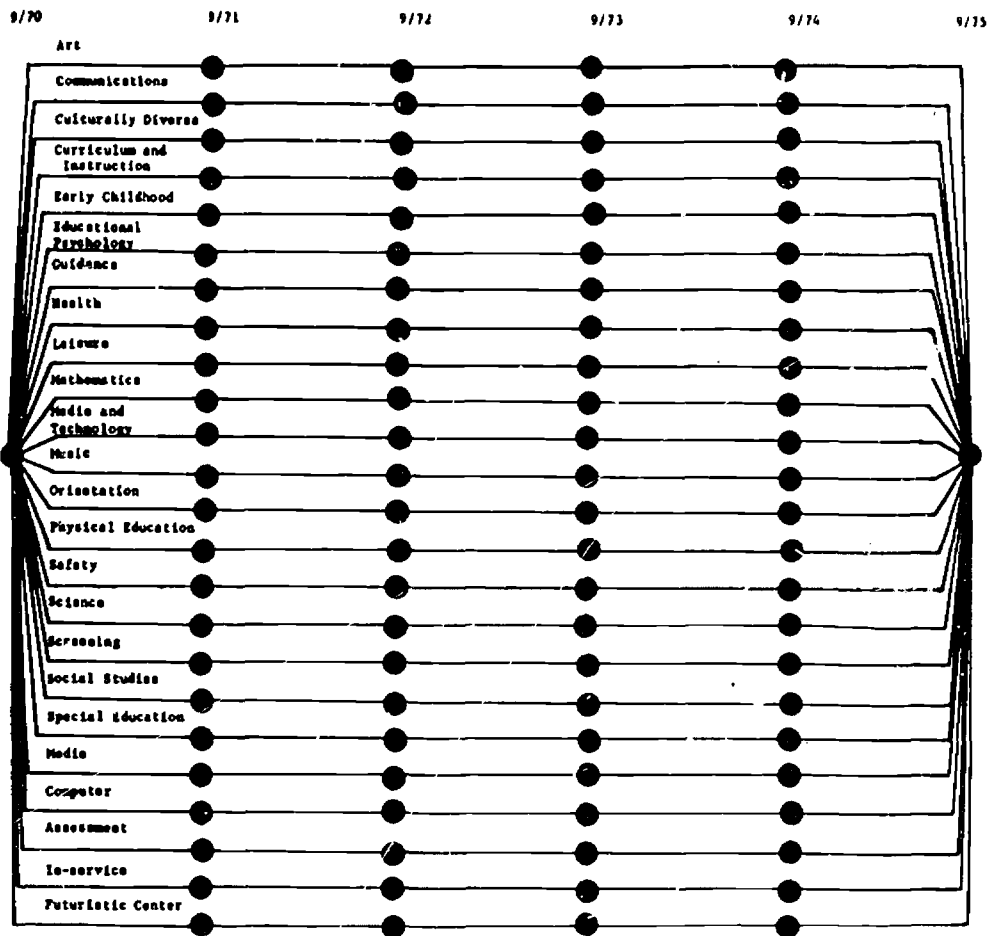 9/70 9/71 9/72 9/73 9/74 9/75
Art
Communications
Culturally Diverse
Curriculum and
Instruction
Early Childhood
Educational
Psychology
Guidance
Health
Leisure
Mathematics
Media and
Technology
Music
Orientation
Physical Education
Safety
Science
Screening
Social Studies
Special Education
Media
Computer
Assessment
In-service
Futuristic Center